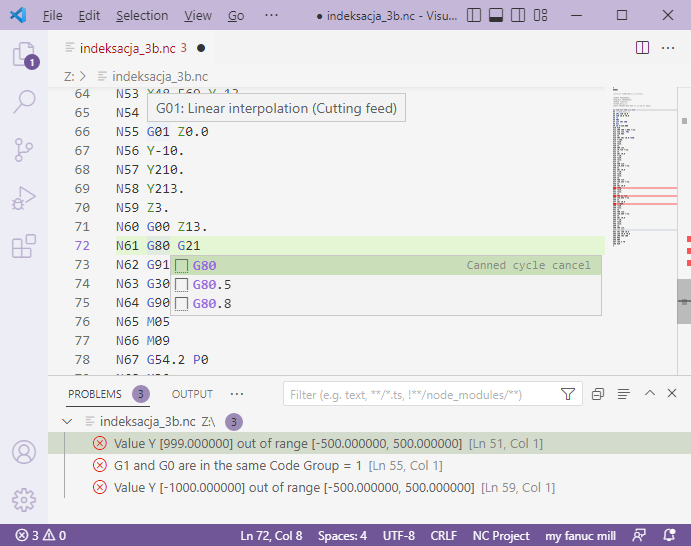 File Edit Selection View Go ··· ● indeksacja_3b.nc - Visu...
1
indeksacja_3b.nc 3 ●
Z: > indeksacja_3b.nc
64 N53
G01: Linear interpolation (Cutting feed)
65 N54
66 N55 G01 Z0.0
67 N56 Y-10.
68 N57 Y210.
69 N58 Y213.
70 N59 Z3.
71 N60 G00 Z13.
72 N61 G80 G21
73 N62 G91
G80 Canned cycle cancel
74 N63 G30
G80.5
75 N64 G90
G80.8
76 N65 M05
77 N66 M09
78 N67 G54.2 P0
PROBLEMS 3 OUTPUT ··· Filter (e.g. text, **/*.ts, !**/node_modules/**)
indeksacja_3b.nc Z:\ 3
Value Y [999.000000] out of range [-500.000000, 500.000000] [Ln 51, Col 1]
G1 and G0 are in the same Code Group = 1 [Ln 55, Col 1]
Value Y [-1000.000000] out of range [-500.000000, 500.000000] [Ln 59, Col 1]
3 0 Ln 72, Col 8 Spaces: 4 UTF-8 CRLF NC Project my fanuc mill